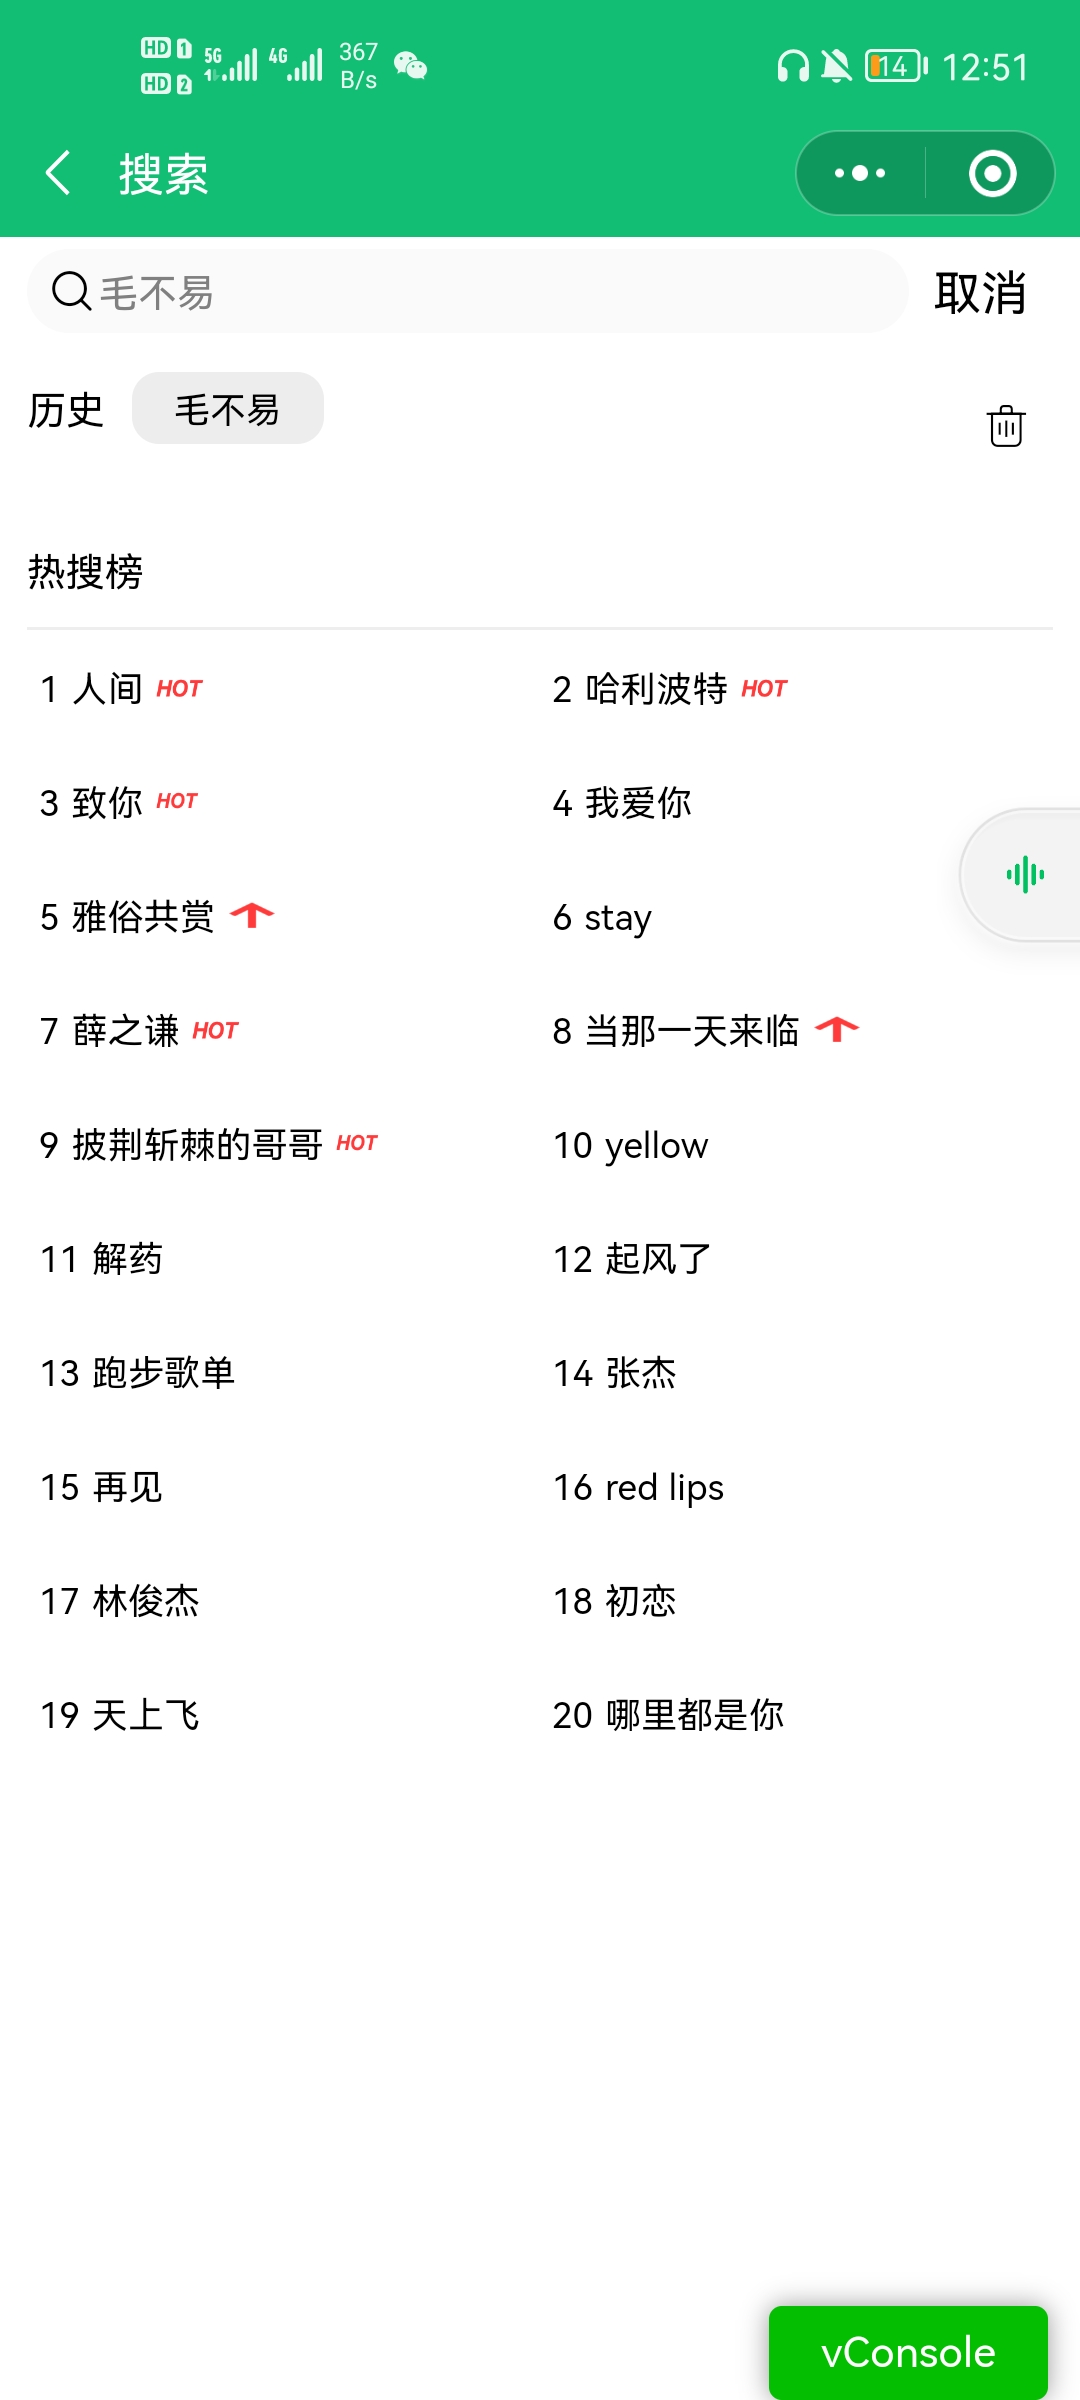 HD 1 5G 4G 367 14 12:51
HD 2 B/s
搜索
毛不易 取消
历史 毛不易
热搜榜
1 人间 HOT
2 哈利波特 HOT
3 致你 HOT
4 我爱你
5 雅俗共赏
6 stay
7 薛之谦 HOT
8 当那一天来临
9 披荆斩棘的哥哥 HOT
10 yellow
11 解药
12 起风了
13 跑步歌单
14 张杰
15 再见
16 red lips
17 林俊杰
18 初恋
19 天上飞
20 哪里都是你
vConsole